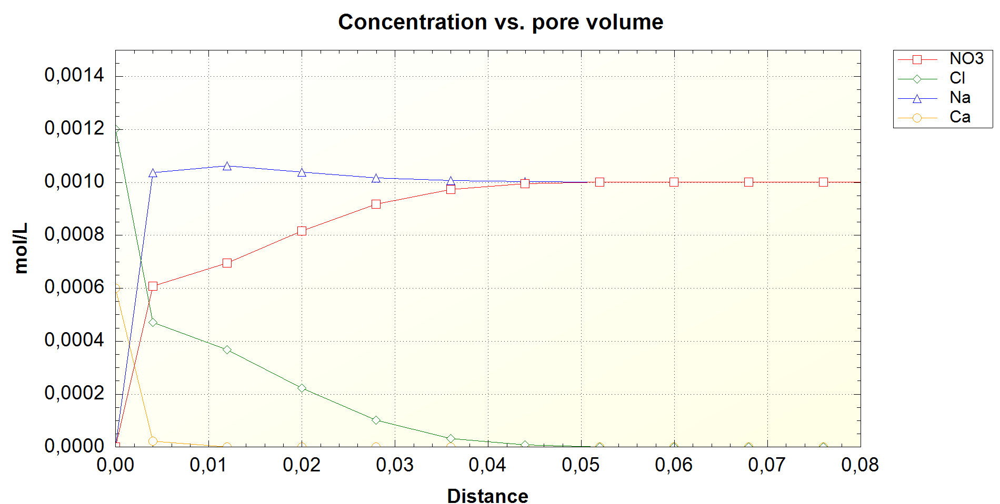 Concentration vs. pore volume
NO3
Cl
Na
Ca
mol/L
0,0014
0,0012
0,0010
0,0008
0,0006
0,0004
0,0002
0,0000
0,00 0,01 0,02 0,03 0,04 0,05 0,06 0,07 0,08
Distance